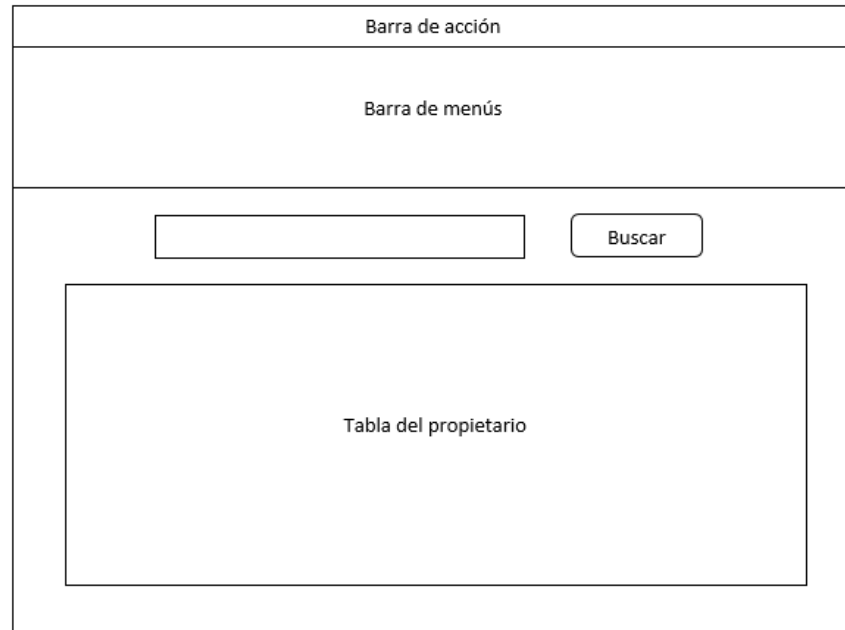 Barra de acción
Barra de menús
Buscar
Tabla del propietario